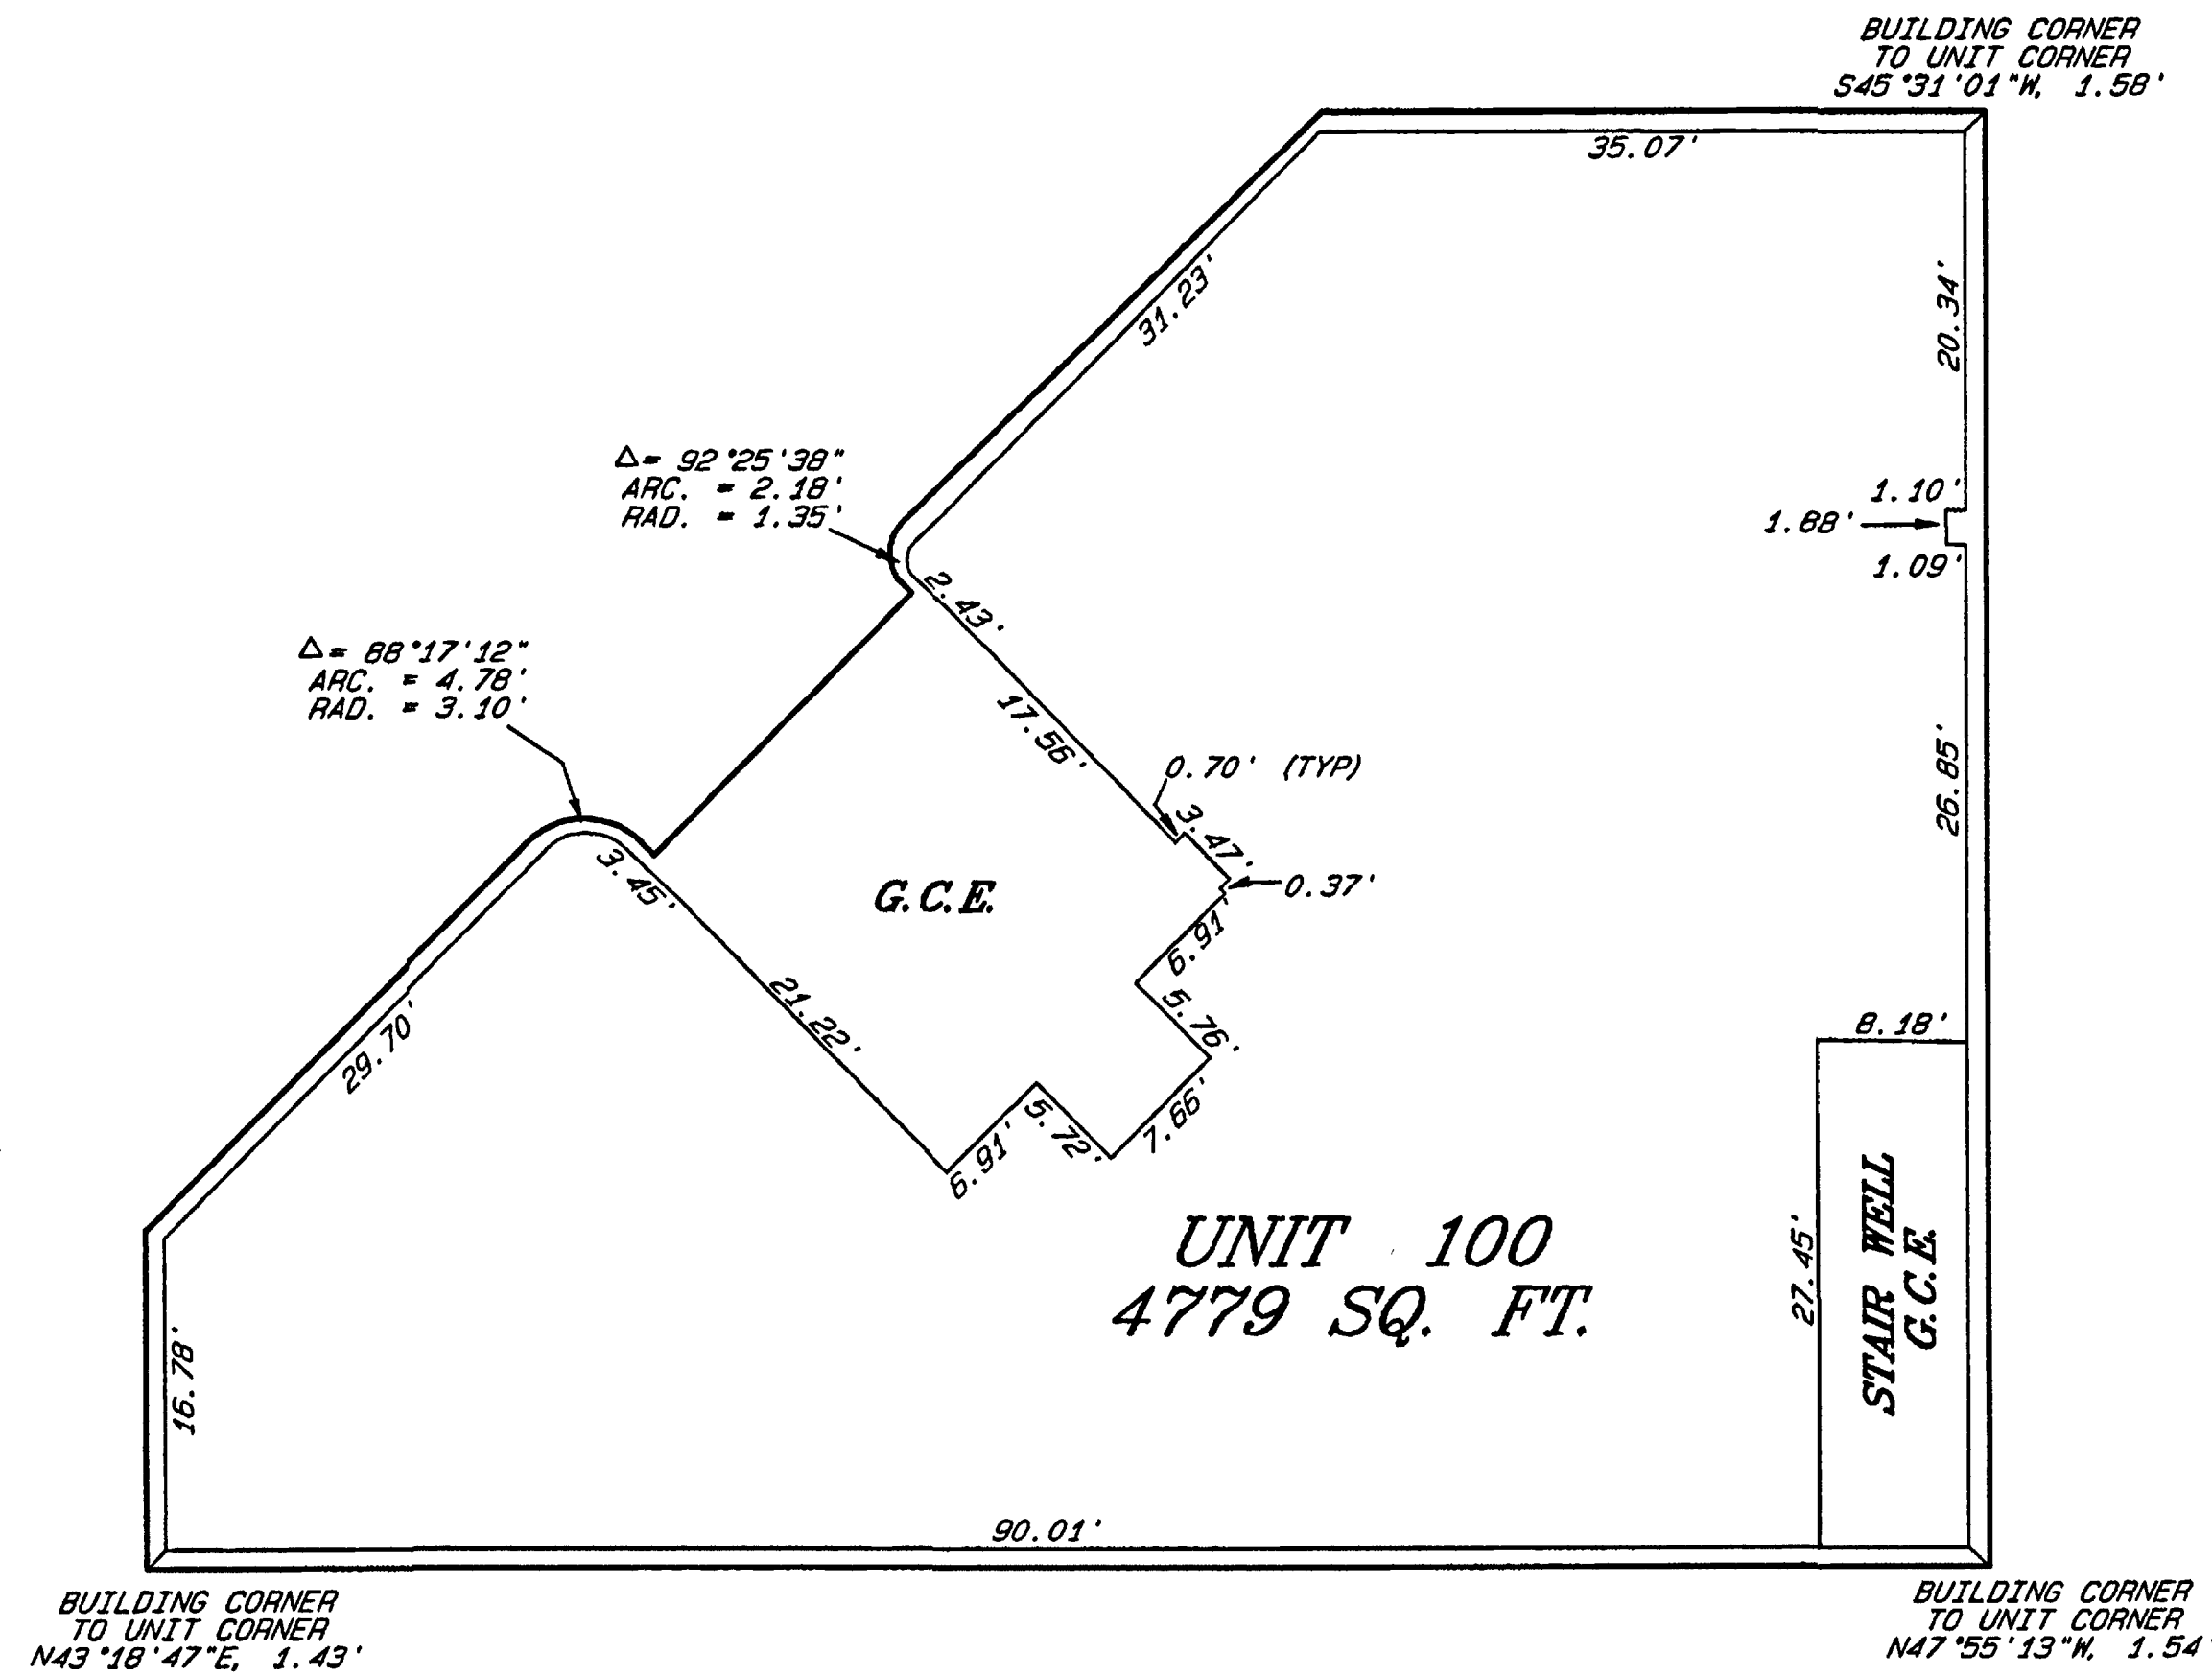 BUILDING CORNER
TO UNIT CORNER
S45°31'01"W, 1.58'
35.07'
31.23'
20.34'
Δ= 92°25'38"
ARC. = 2.18'
RAD. = 1.35'
1.10'
1.88'
1.09'
2.43'
Δ= 88°17'12"
ARC. = 4.78'
RAD. = 3.10'
17.56'
0.70' (TYP)
26.85'
3.47'
3.45'
G.C.E.
0.37'
6.91'
21.22'
5.76'
29.70'
8.18'
5.72'
7.66'
6.91'
UNIT 100
4779 SQ. FT.
27.45'
STAIR WELL
G.C.E.
16.78'
90.01'
BUILDING CORNER
TO UNIT CORNER
N43°18'47"E, 1.43'
BUILDING CORNER
TO UNIT CORNER
N47°55'13"W, 1.54